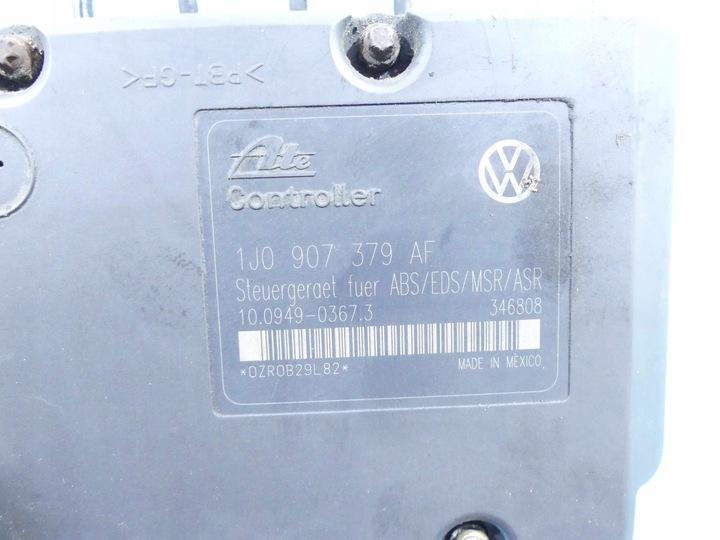 >PBT-GF<
Ate
Controller
1J0 907 379 AF
Steuergeraet fuer ABS/EDS/MSR/ASR
10.0949-0367.3 346808
*0ZR0B29L82* MADE IN MEXICO